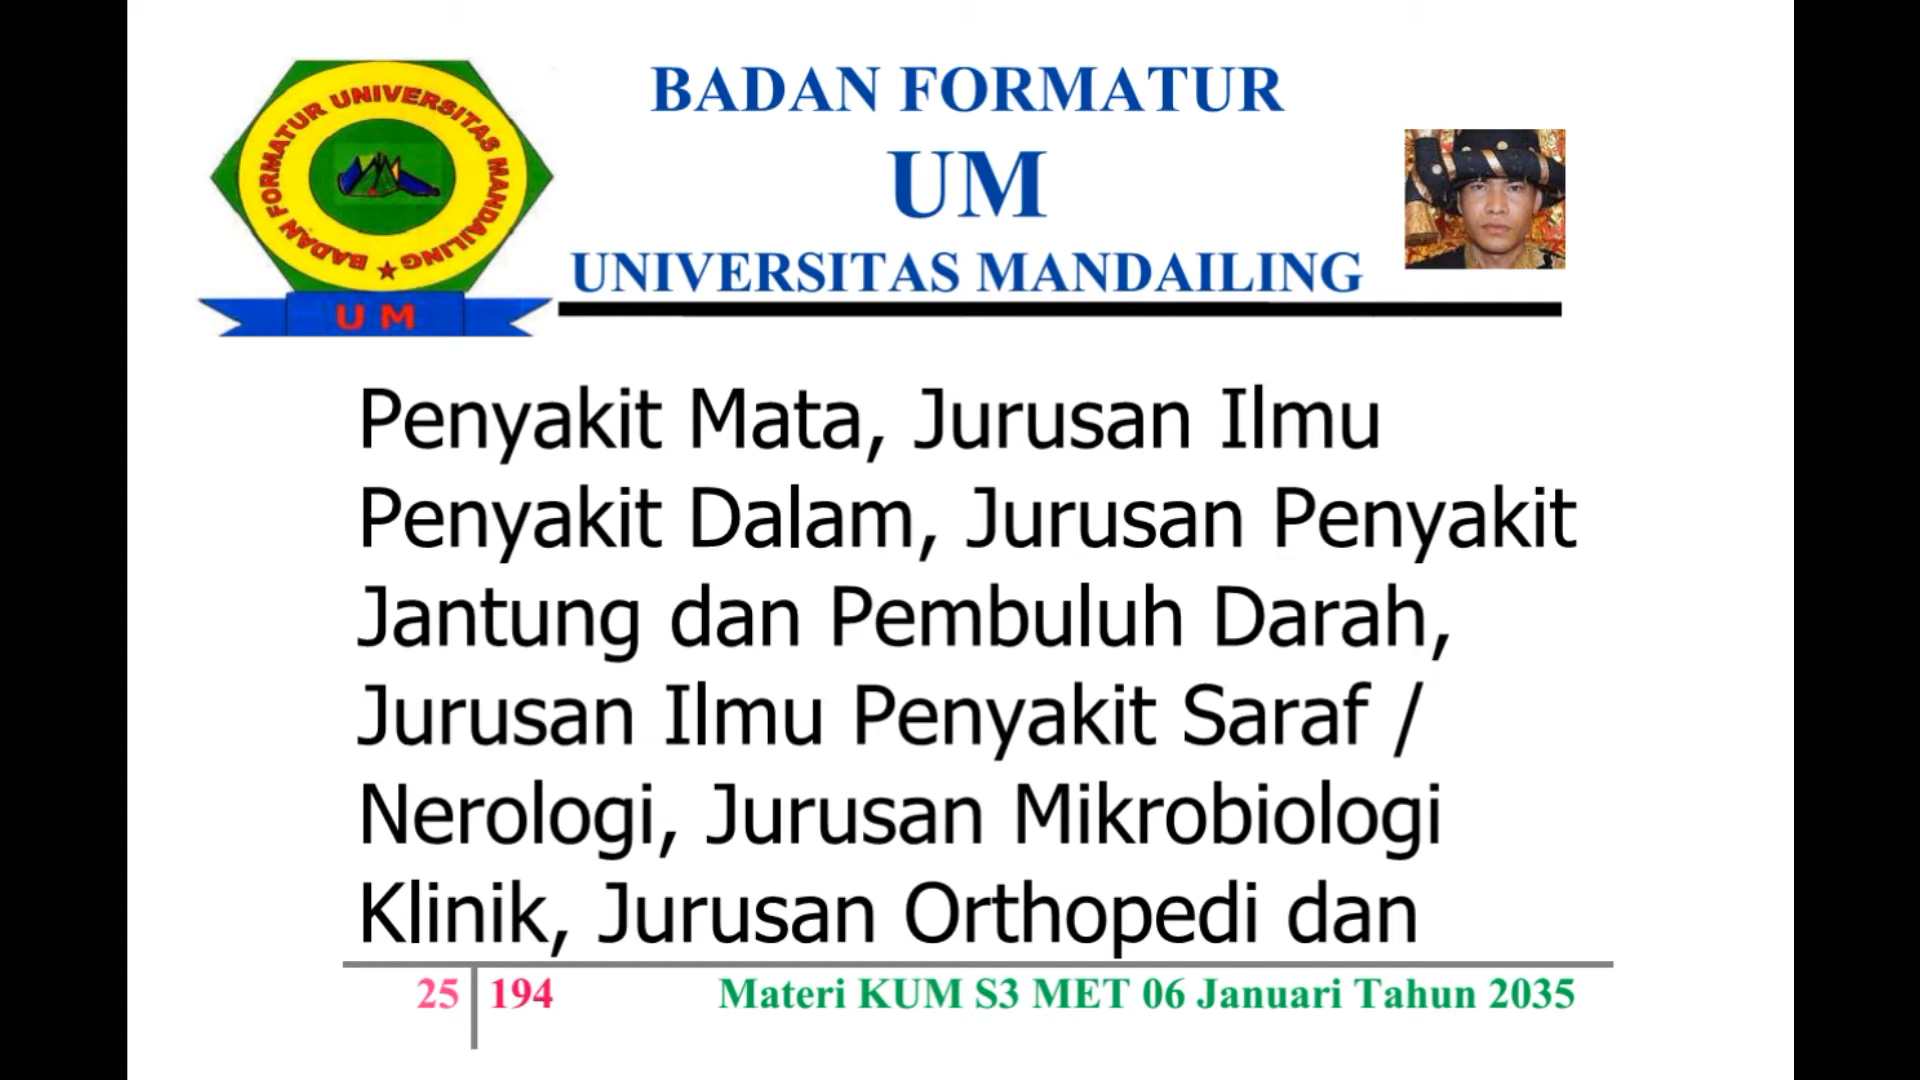 BADAN FORMATUR UNIVERSITAS MANDAILING
U M
BADAN FORMATUR
UM
UNIVERSITAS MANDAILING
Penyakit Mata, Jurusan Ilmu
Penyakit Dalam, Jurusan Penyakit
Jantung dan Pembuluh Darah,
Jurusan Ilmu Penyakit Saraf /
Nerologi, Jurusan Mikrobiologi
Klinik, Jurusan Orthopedi dan
25 194 Materi KUM S3 MET 06 Januari Tahun 2035